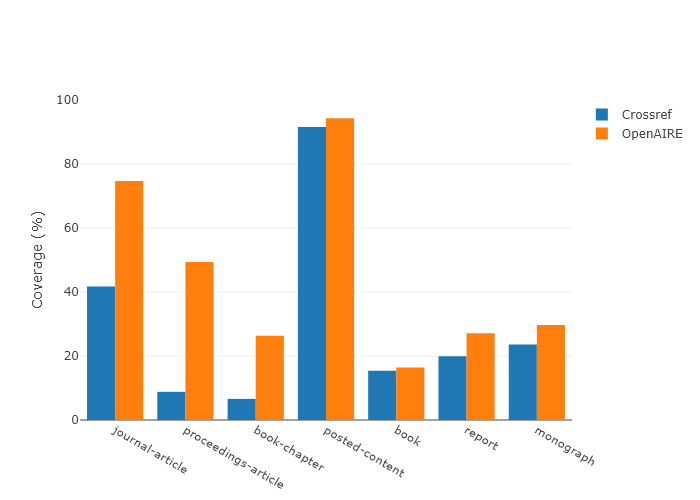 100
80
60
40
20
0
Coverage (%)
journal-article
proceedings-article
book-chapter
posted-content
book
report
monograph
Crossref
OpenAIRE